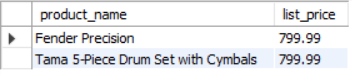 product_name list_price
Fender Precision 799.99
Tama 5-Piece Drum Set with Cymbals 799.99